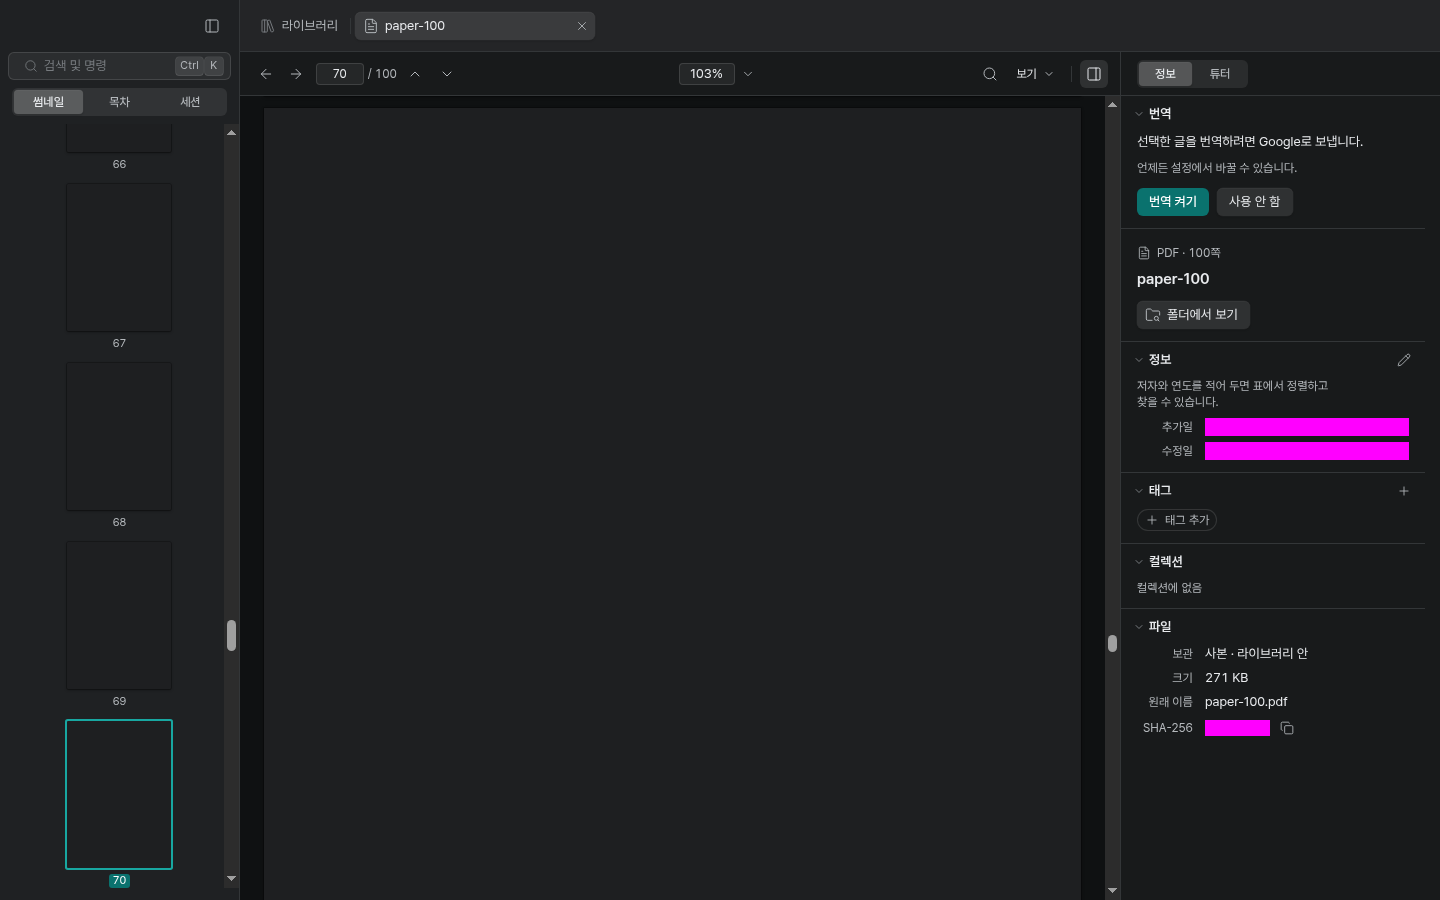 라이브러리
paper-100
검색 및 명령
Ctrl K
썸네일
목차
세션
66
67
68
69
70
70 / 100
103%
보기
정보
튜터
번역
선택한 글을 번역하려면 Google로 보냅니다.
언제든 설정에서 바꿀 수 있습니다.
번역 켜기
사용 안 함
PDF · 100쪽
paper-100
폴더에서 보기
정보
저자와 연도를 적어 두면 표에서 정렬하고
찾을 수 있습니다.
추가일
수정일
태그
태그 추가
컬렉션
컬렉션에 없음
파일
보관 사본 · 라이브러리 안
크기 271 KB
원래 이름 paper-100.pdf
SHA-256